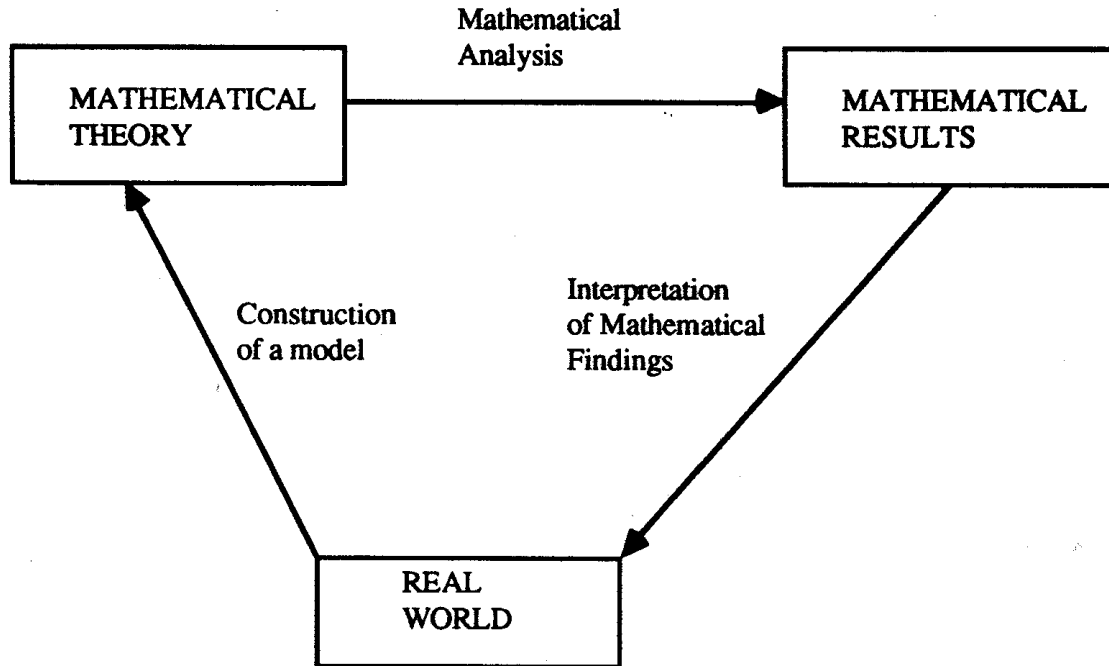 Mathematical
Analysis
MATHEMATICAL
THEORY
MATHEMATICAL
RESULTS
Construction
of a model
Interpretation
of Mathematical
Findings
REAL
WORLD